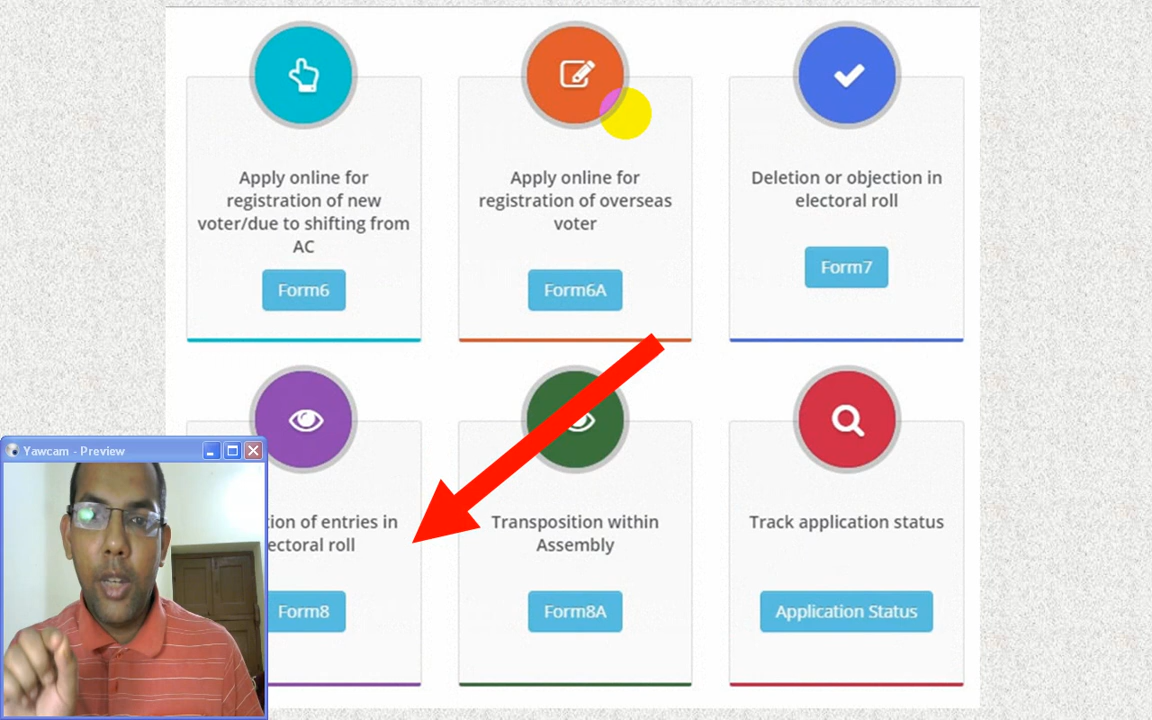 Apply online for
registration of new
voter/due to shifting from
AC
Form6
Apply online for
registration of overseas
voter
Form6A
Deletion or objection in
electoral roll
Form7
tion of entries in
ectoral roll
Form8
Transposition within
Assembly
Form8A
Track application status
Application Status
Yawcam - Preview